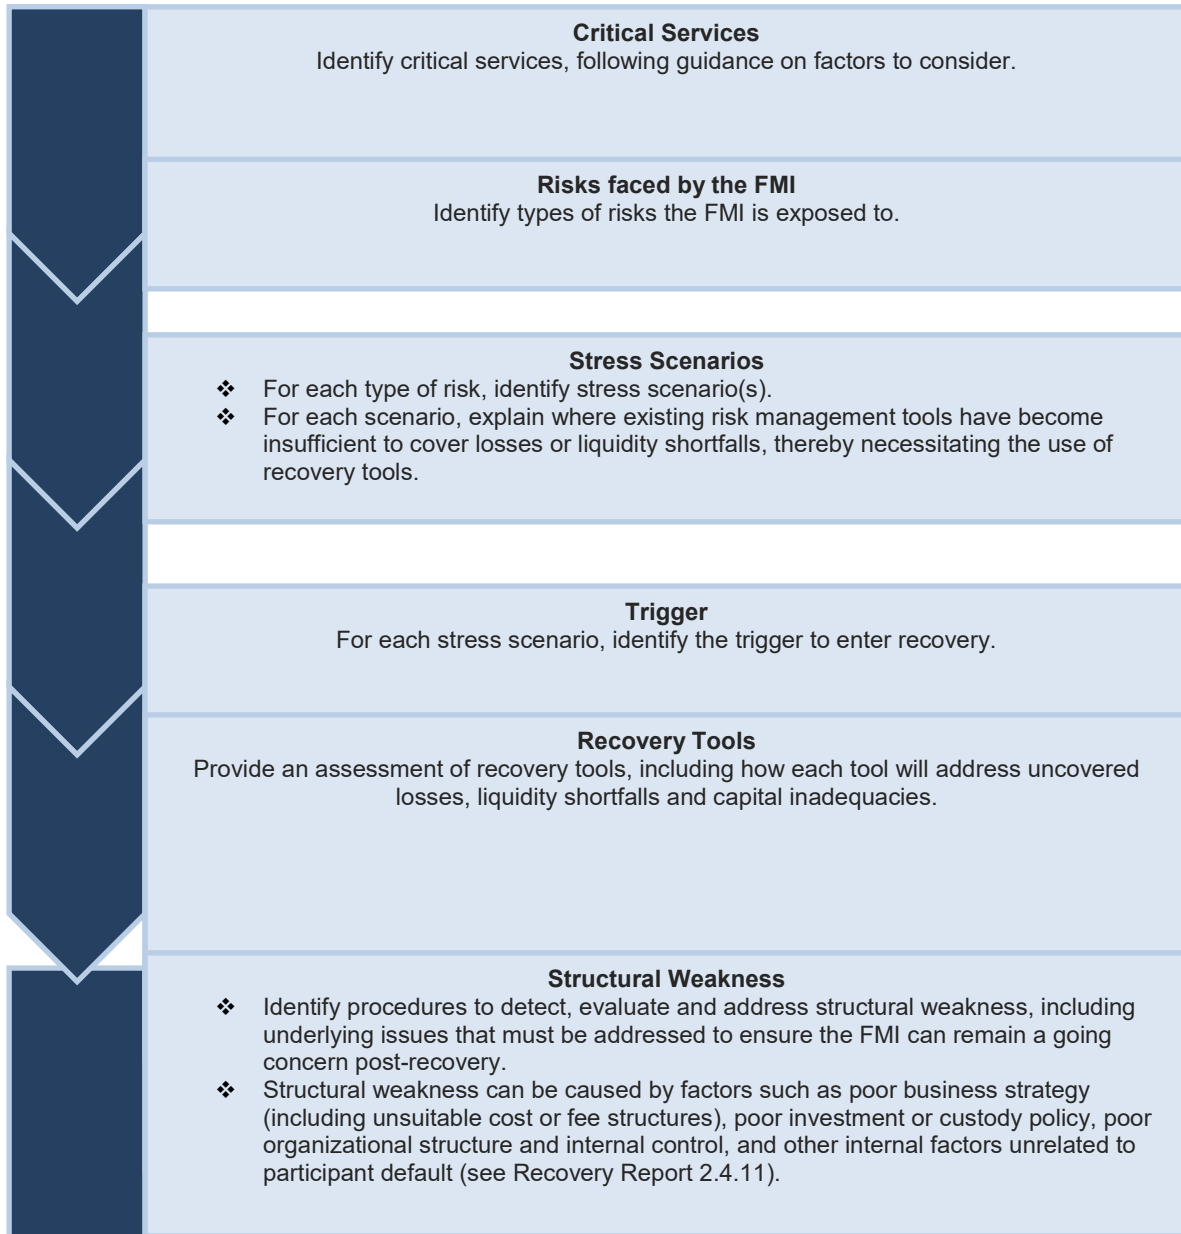 Critical Services
Identify critical services, following guidance on factors to consider.
Risks faced by the FMI
Identify types of risks the FMI is exposed to.
Stress Scenarios
❖ For each type of risk, identify stress scenario(s).
❖ For each scenario, explain where existing risk management tools have become
insufficient to cover losses or liquidity shortfalls, thereby necessitating the use of
recovery tools.
Trigger
For each stress scenario, identify the trigger to enter recovery.
Recovery Tools
Provide an assessment of recovery tools, including how each tool will address uncovered
losses, liquidity shortfalls and capital inadequacies.
Structural Weakness
❖ Identify procedures to detect, evaluate and address structural weakness, including
underlying issues that must be addressed to ensure the FMI can remain a going
concern post-recovery.
❖ Structural weakness can be caused by factors such as poor business strategy
(including unsuitable cost or fee structures), poor investment or custody policy, poor
organizational structure and internal control, and other internal factors unrelated to
participant default (see Recovery Report 2.4.11).